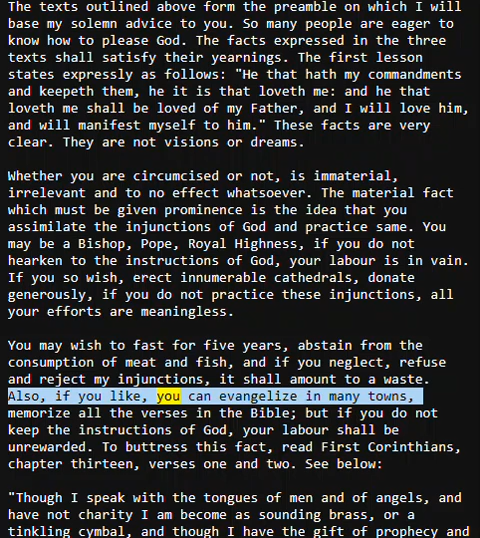 The texts outlined above form the preamble on which I will
base my solemn advice to you. So many people are eager to
know how to please God. The facts expressed in the three
texts shall satisfy their yearnings. The first lesson
states expressly as follows: "He that hath my commandments
and keepeth them, he it is that loveth me: and he that
loveth me shall be loved of my Father, and I will love him,
and will manifest myself to him." These facts are very
clear. They are not visions or dreams.

Whether you are circumcised or not, is immaterial,
irrelevant and to no effect whatsoever. The material fact
which must be given prominence is the idea that you
assimilate the injunctions of God and practice same. You
may be a Bishop, Pope, Royal Highness, if you do not
hearken to the instructions of God, your labour is in vain.
If you so wish, erect innumerable cathedrals, donate
generously, if you do not practice these injunctions, all
your efforts are meaningless.

You may wish to fast for five years, abstain from the
consumption of meat and fish, and if you neglect, refuse
and reject my injunctions, it shall amount to a waste.
Also, if you like, you can evangelize in many towns,
memorize all the verses in the Bible; but if you do not
keep the instructions of God, your labour shall be
unrewarded. To buttress this fact, read First Corinthians,
chapter thirteen, verses one and two. See below:

"Though I speak with the tongues of men and of angels, and
have not charity I am become as sounding brass, or a
tinkling cymbal, and though I have the gift of prophecy and